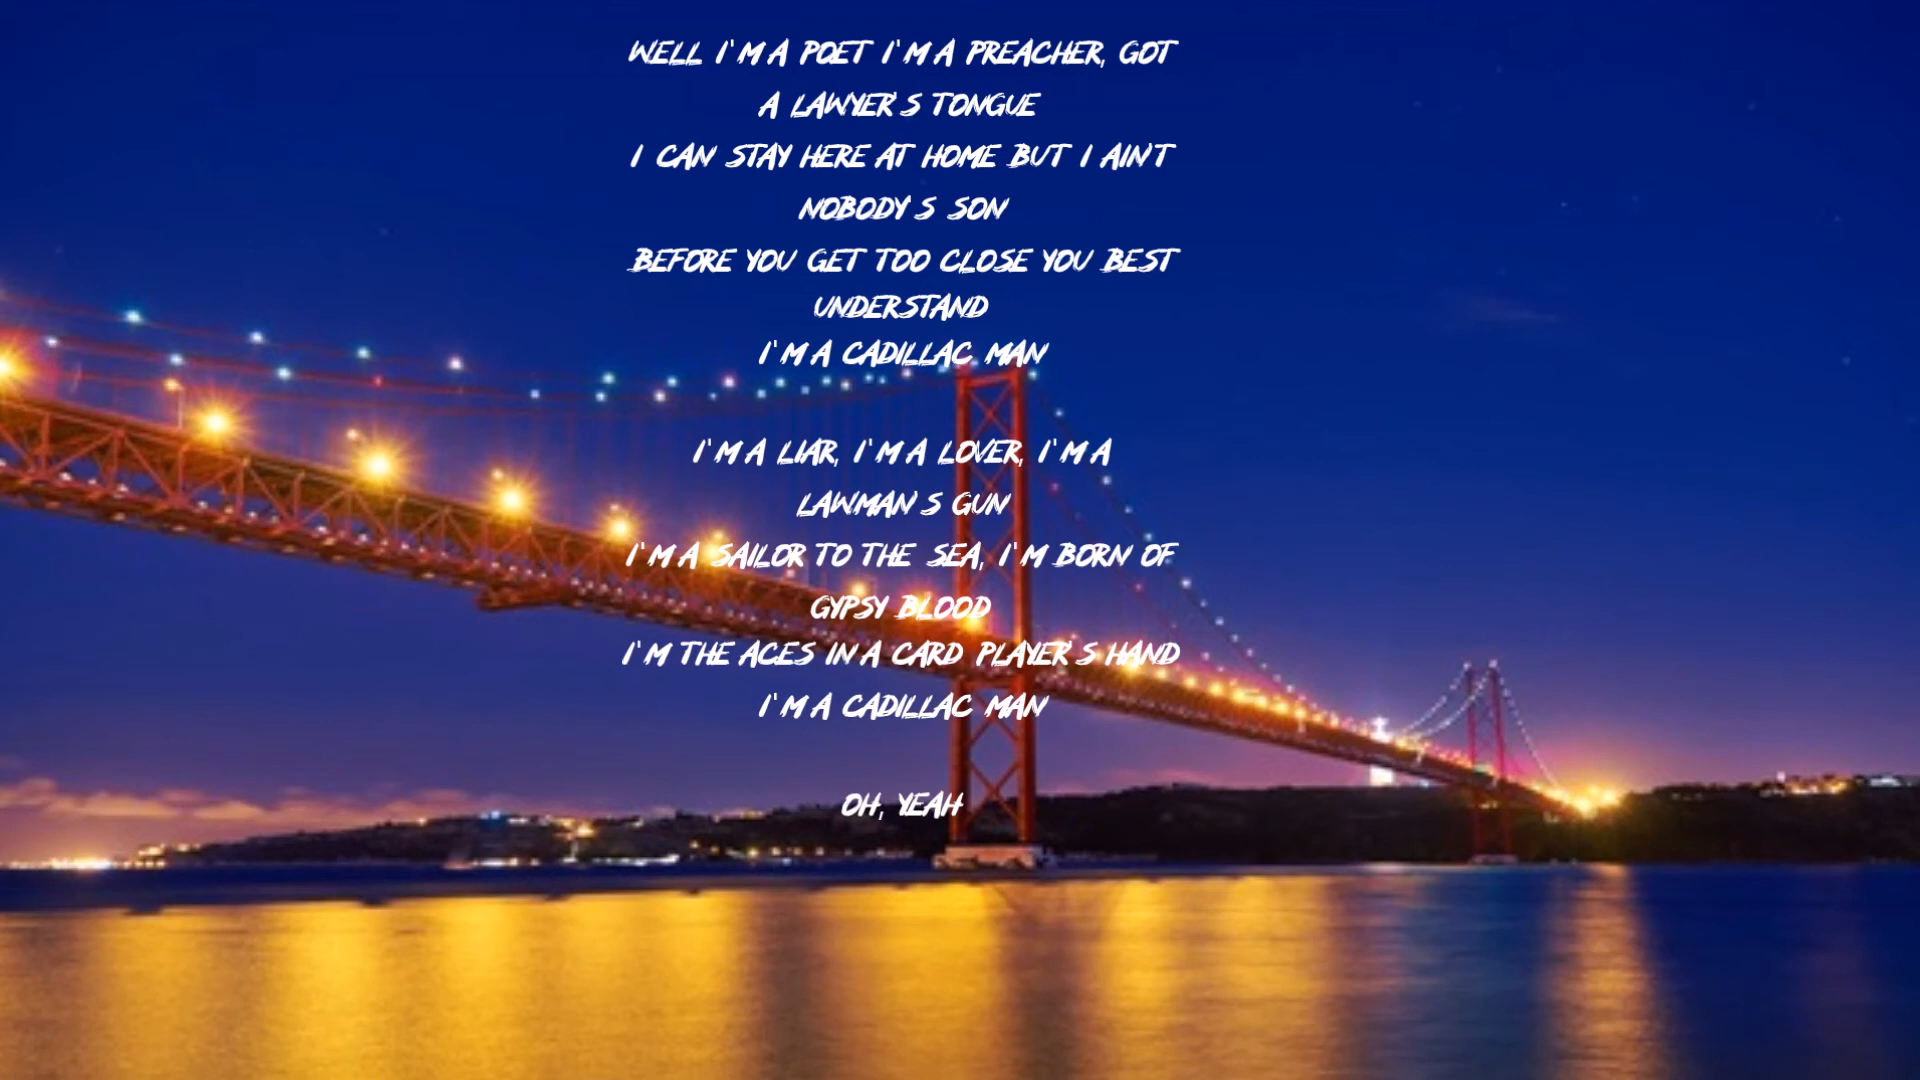 WELL I'M A POET I'M A PREACHER, GOT
A LAWYER'S TONGUE
I CAN STAY HERE AT HOME BUT I AIN'T
NOBODY'S SON
BEFORE YOU GET TOO CLOSE YOU BEST
UNDERSTAND
I'M A CADILLAC MAN
I'M A LIAR, I'M A LOVER, I'M A
LAWMAN'S GUN
I'M A SAILOR TO THE SEA, I'M BORN OF
GYPSY BLOOD
I'M THE ACES IN A CARD PLAYER'S HAND
I'M A CADILLAC MAN
OH, YEAH